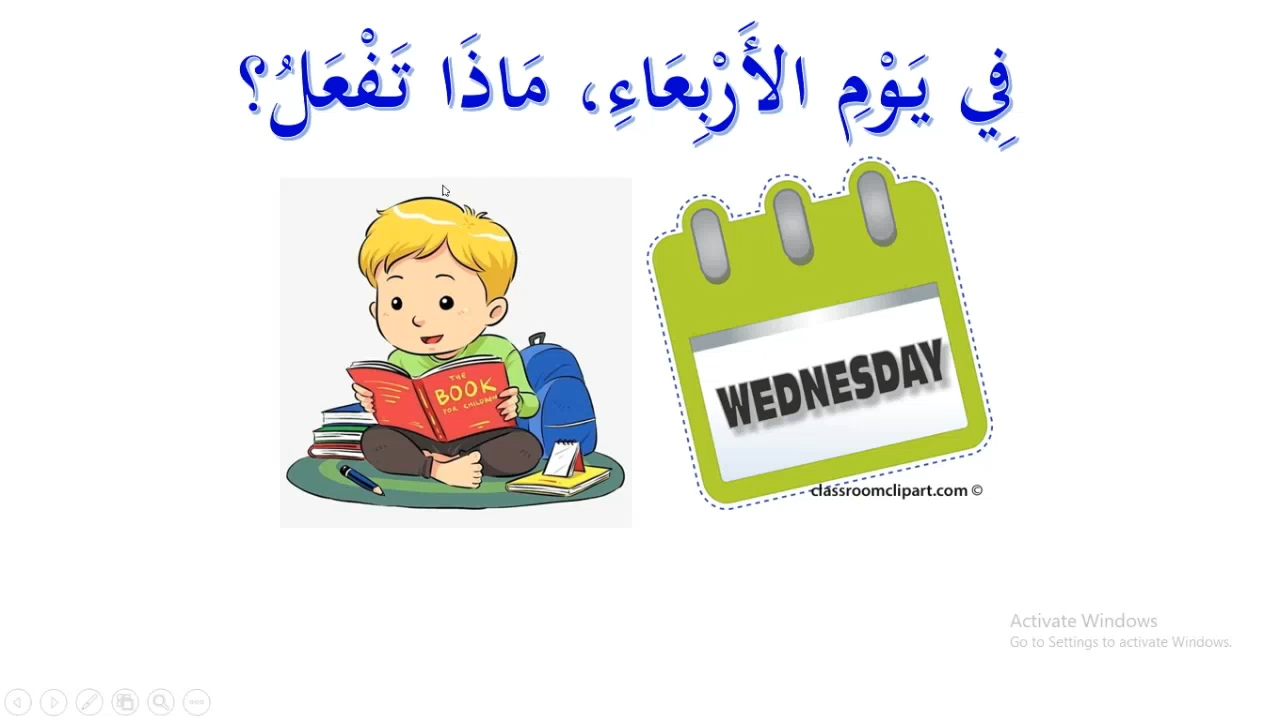 فِي يَوْمِ الأَرْبِعَاءِ، مَاذَا تَفْعَلُ؟
THE
BOOK
FOR CHILDREN
WEDNESDAY
classroomclipart.com ©
Activate Windows
Go to Settings to activate Windows.